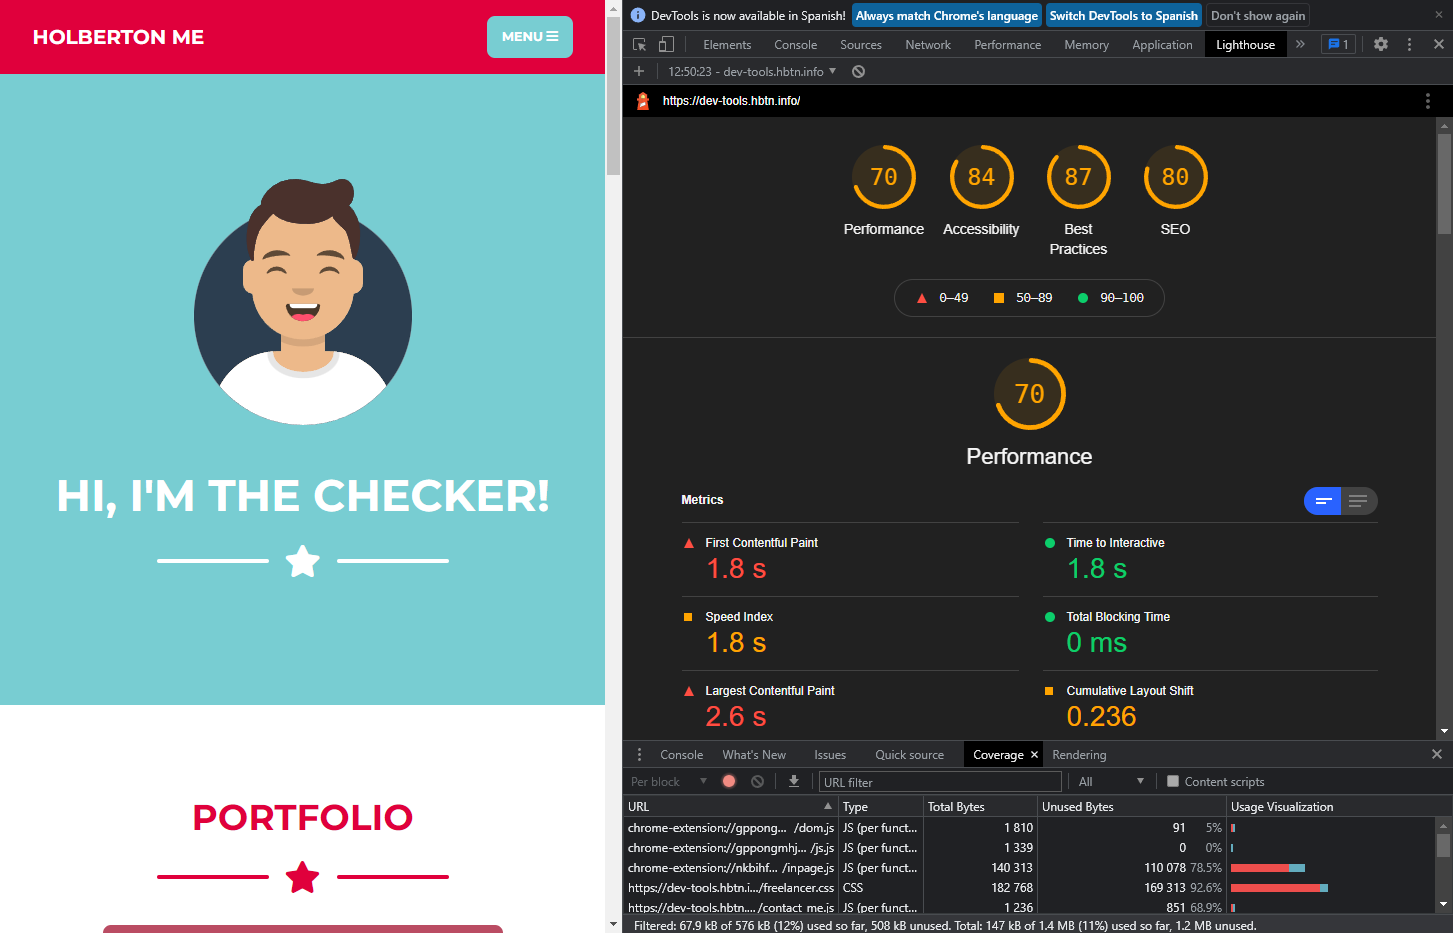 HOLBERTON ME
MENU
HI, I'M THE CHECKER!
PORTFOLIO
DevTools is now available in Spanish! Always match Chrome's language Switch DevTools to Spanish Don't show again
Elements Console Sources Network Performance Memory Application Lighthouse 1
12:50:23 - dev-tools.hbtn.info
https://dev-tools.hbtn.info/
70 84 87 80
Performance Accessibility Best Practices SEO
0–49 50–89 90–100
70
Performance
Metrics
First Contentful Paint Time to Interactive
1.8 s 1.8 s
Speed Index Total Blocking Time
1.8 s 0 ms
Largest Contentful Paint Cumulative Layout Shift
2.6 s 0.236
Console What's New Issues Quick source Coverage Rendering
Per block URL filter All Content scripts
URL Type Total Bytes Unused Bytes Usage Visualization
chrome-extension://gppong... /dom.js JS (per funct... 1 810 91 5%
chrome-extension://gppongmhj... /js.js JS (per funct... 1 339 0 0%
chrome-extension://nkbihf... /inpage.js JS (per funct... 140 313 110 078 78.5%
https://dev-tools.hbtn.i... /freelancer.css CSS 182 768 169 313 92.6%
https://dev-tools.hbtn.... /contact_me.js JS (per funct... 1 236 851 68.9%
Filtered: 67.9 kB of 576 kB (12%) used so far, 508 kB unused. Total: 147 kB of 1.4 MB (11%) used so far, 1.2 MB unused.